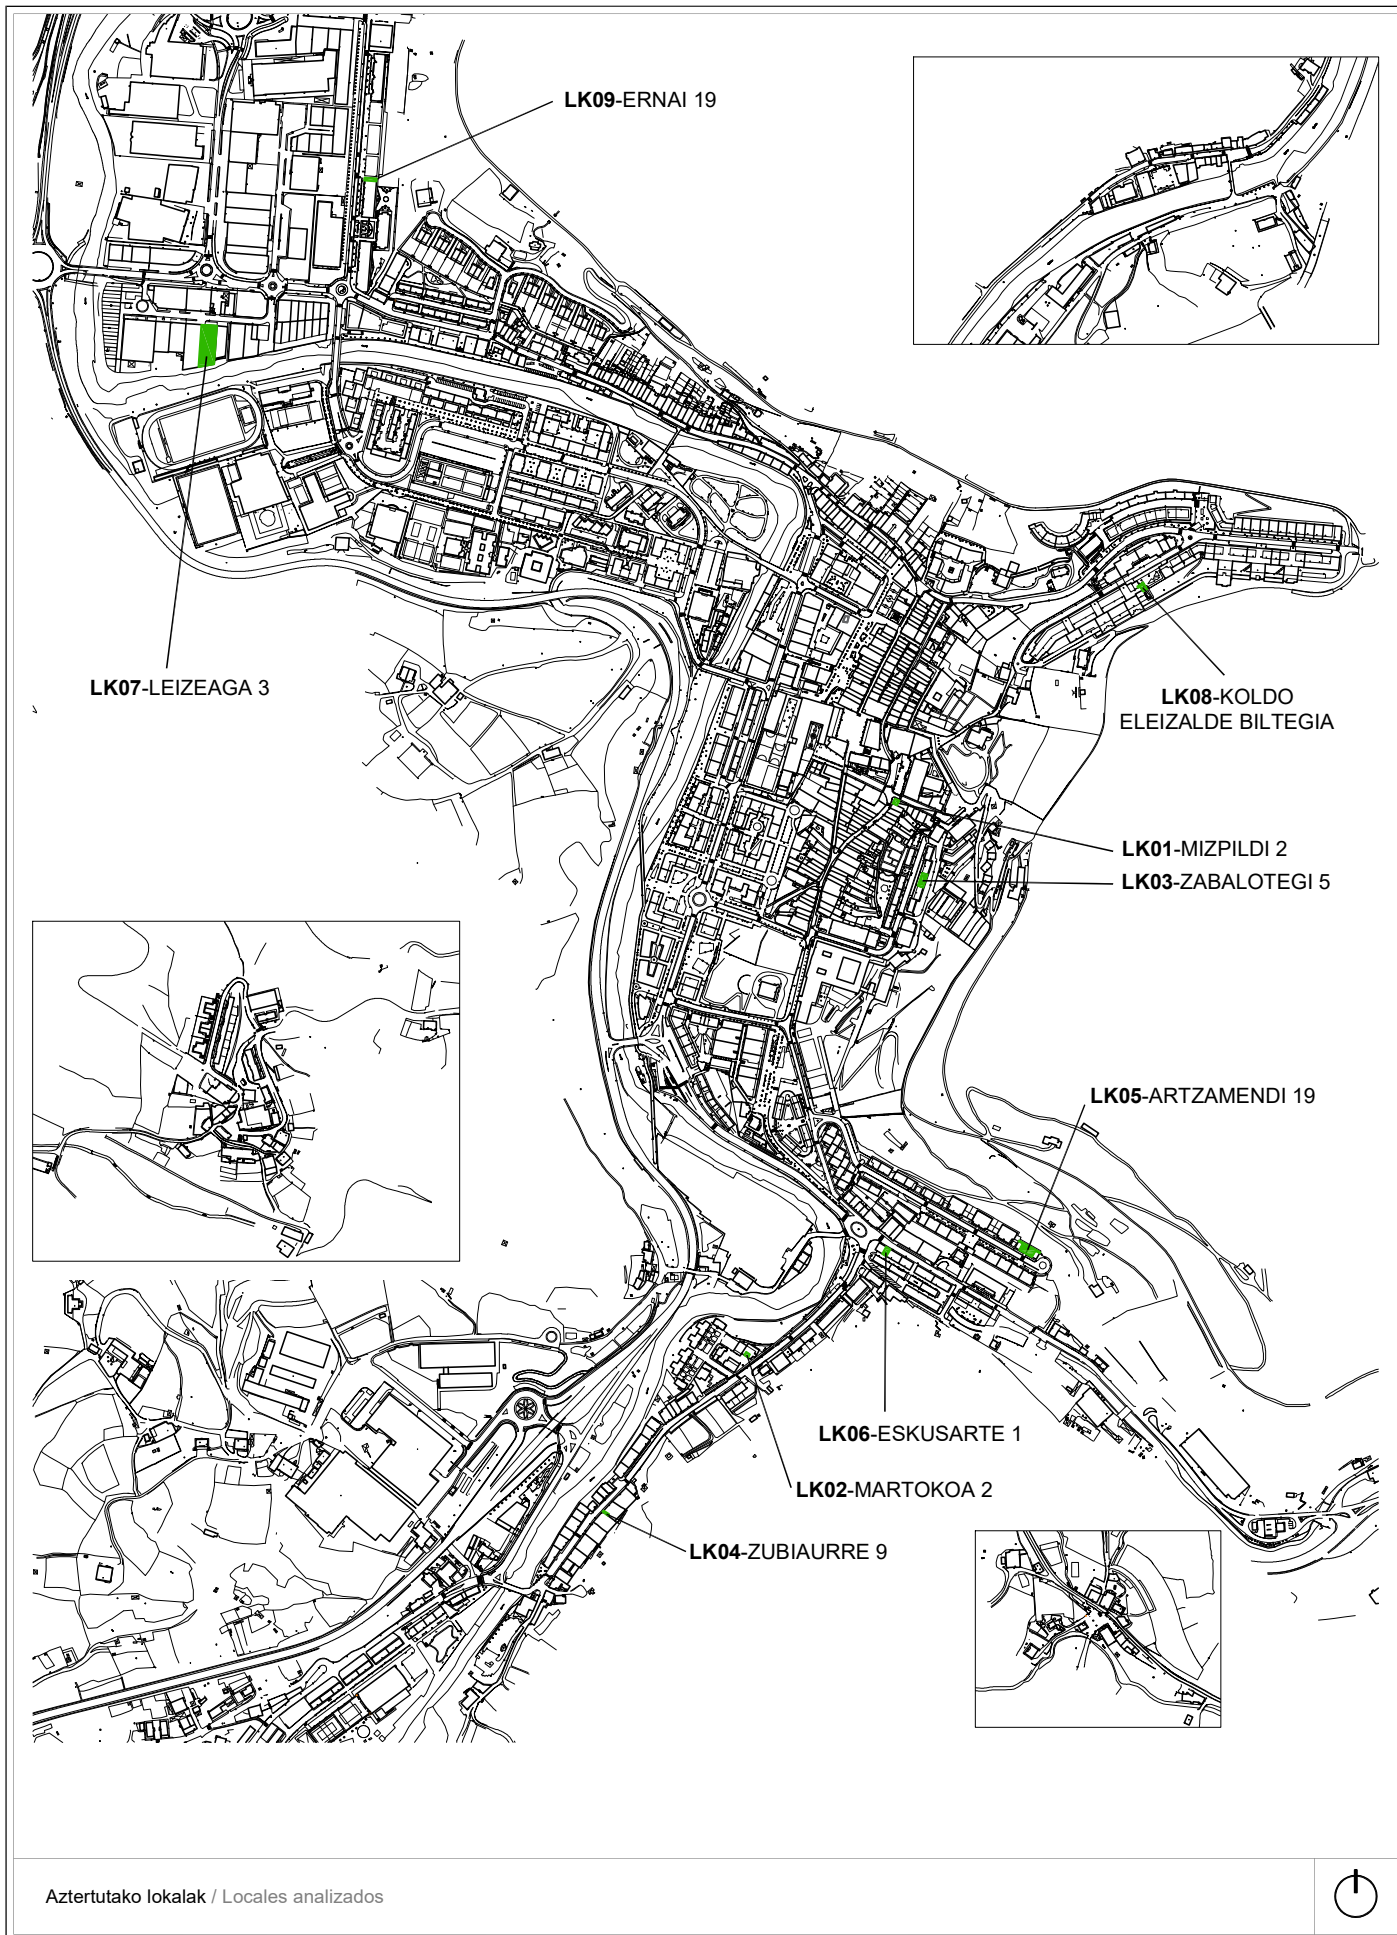 LK09-ERNAI 19
LK07-LEIZEAGA 3
LK08-KOLDO
ELEIZALDE BILTEGIA
LK01-MIZPILDI 2
LK03-ZABALOTEGI 5
LK05-ARTZAMENDI 19
LK06-ESKUSARTE 1
LK02-MARTOKOA 2
LK04-ZUBIAURRE 9
Aztertutako lokalak / Locales analizados